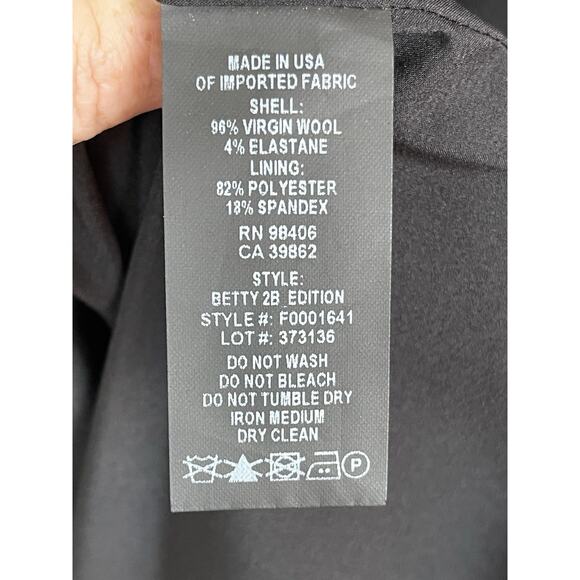 MADE IN USA
OF IMPORTED FABRIC
SHELL:
96% VIRGIN WOOL
4% ELASTANE
LINING:
82% POLYESTER
18% SPANDEX
RN 98406
CA 39862
STYLE:
BETTY 2B_EDITION
STYLE #: F0001641
LOT #: 373136
DO NOT WASH
DO NOT BLEACH
DO NOT TUMBLE DRY
IRON MEDIUM
DRY CLEAN
P